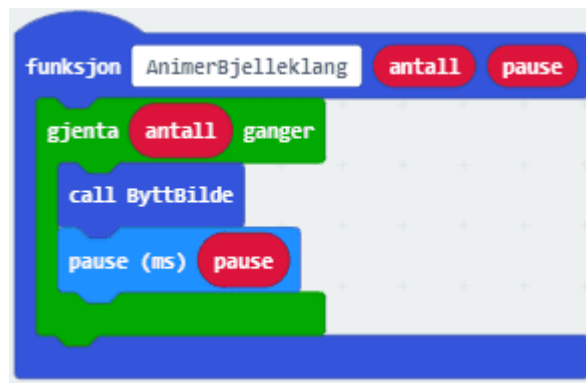 funksjon AnimerBjelleklang antall pause
gjenta antall ganger
call ByttBilde
pause (ms) pause